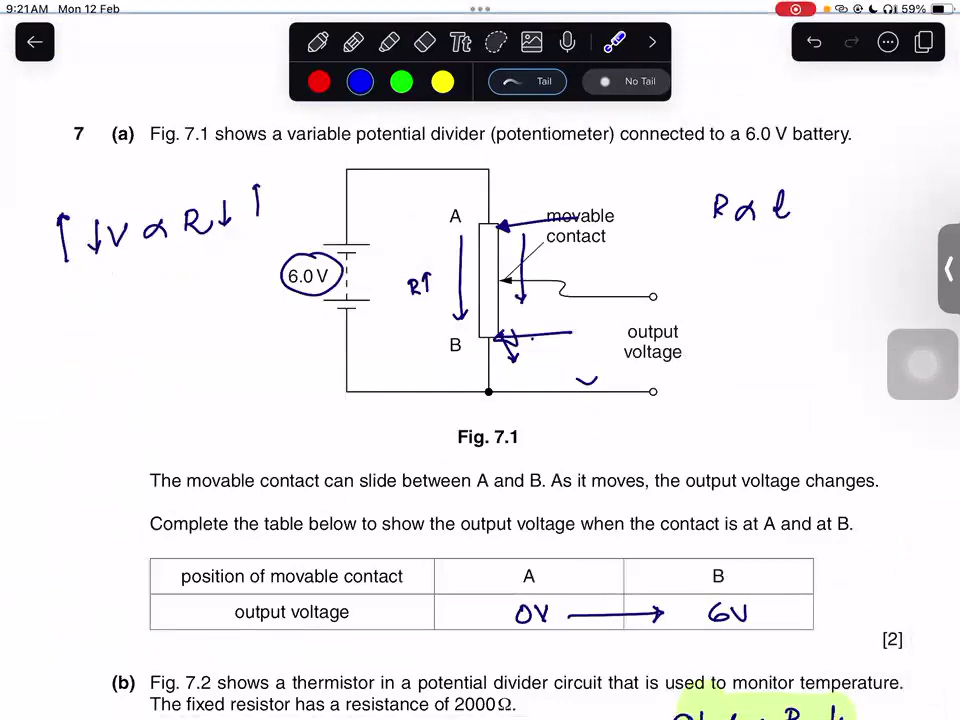 9:21AM Mon 12 Feb
59%
Tt
Tail
No Tail
7 (a) Fig. 7.1 shows a variable potential divider (potentiometer) connected to a 6.0 V battery.
↑ ↓V ∝ R↓ ↑
R ∝ l
A
movable
contact
6.0 V
R↑
B
output
voltage
Fig. 7.1
The movable contact can slide between A and B. As it moves, the output voltage changes.
Complete the table below to show the output voltage when the contact is at A and at B.
position of movable contact A B
output voltage 0V → 6V
[2]
(b) Fig. 7.2 shows a thermistor in a potential divider circuit that is used to monitor temperature.
The fixed resistor has a resistance of 2000 Ω.